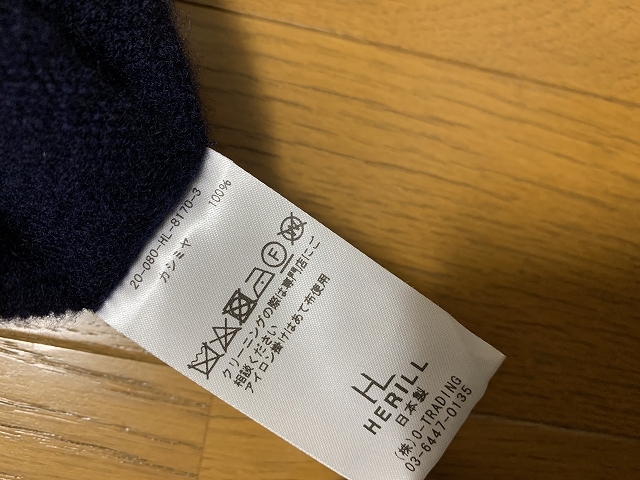 20-080-HL-8170-3
カシミヤ 100%
F
クリーニングの際は専門店にご
相談ください
アイロン掛けはあて布使用
HL
HERILL
日本製
(株)O-TRADING
03-6447-0135